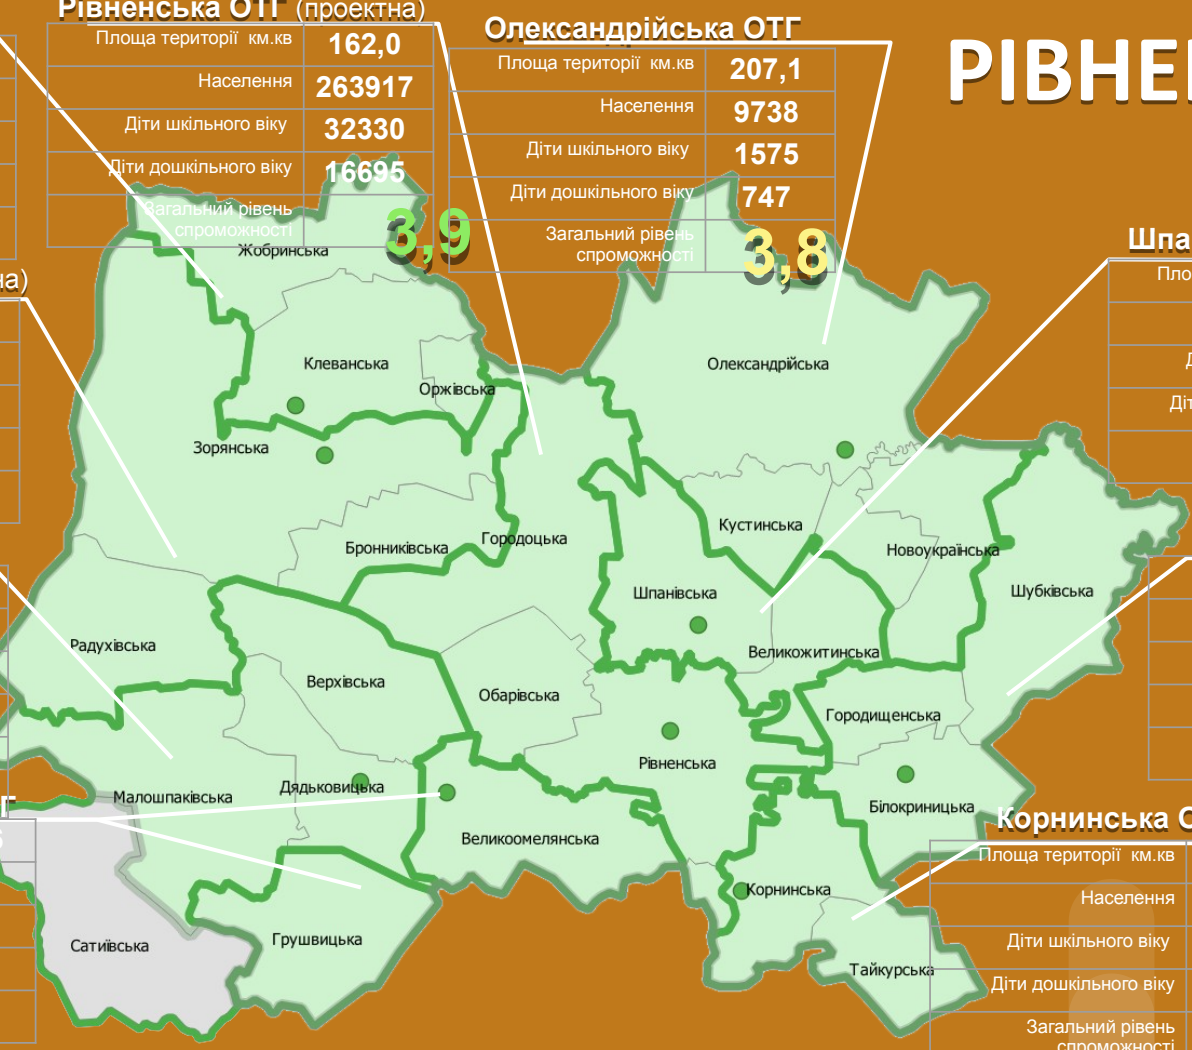 Рівненська ОТГ (проектна)
Площа території км.кв 162,0
Населення 263917
Діти шкільного віку 32330
Діти дошкільного віку 16695
Загальний рівень
спроможності 3,9
Олександрійська ОТГ
Площа території км.кв 207,1
Населення 9738
Діти шкільного віку 1575
Діти дошкільного віку 747
Загальний рівень
спроможності 3,8
Жобринська
Клеванська
Оржівська
Олександрійська
Зорянська
Бронниківська
Городоцька
Кустинська
Новоукраїнська
Шпанівська
Шубківська
Радухівська
Великожитинська
Верхівська
Обарівська
Городищенська
Рівненська
Дядьковицька
Малошпаківська
Білокриницька
Великоомелянська
Корнинська
Сатиївська
Грушвицька
Тайкурська
Площа території км.кв
Населення
Діти шкільного віку
Діти дошкільного віку
Загальний рівень
спроможності